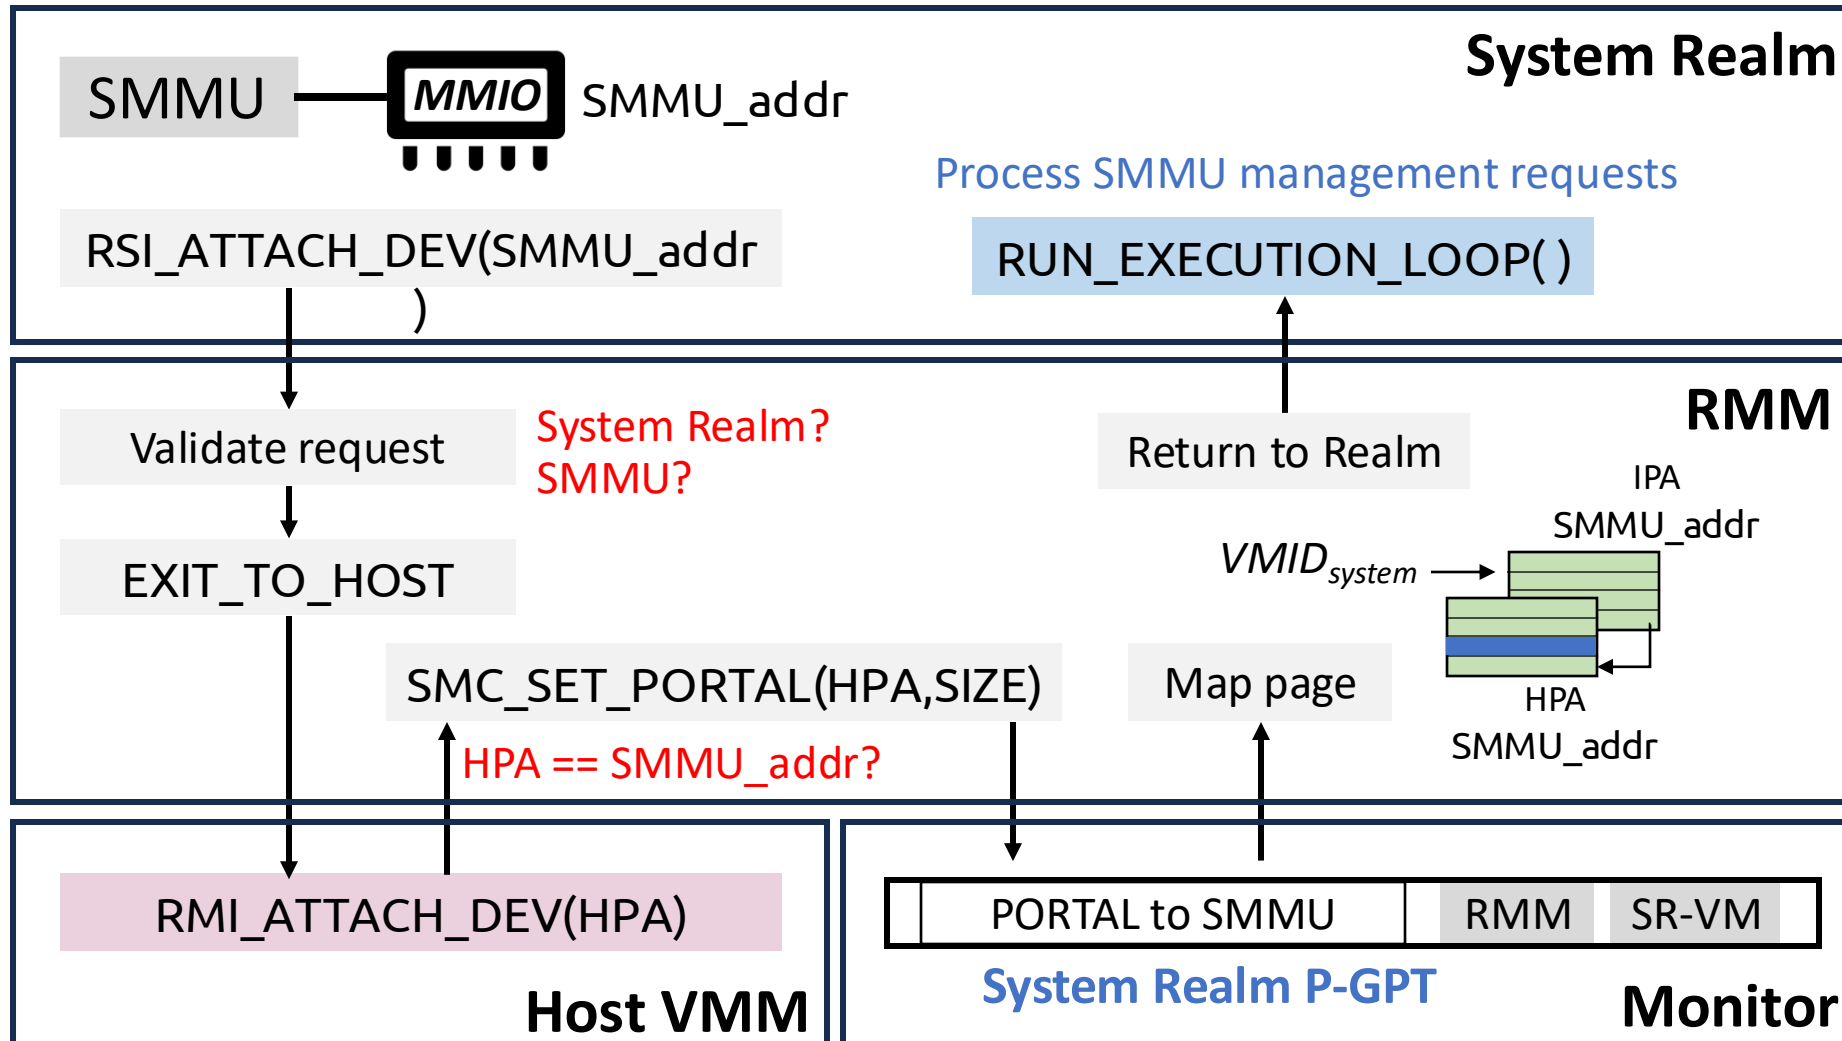 System Realm
SMMU
MMIO
SMMU_addr
Process SMMU management requests
RSI_ATTACH_DEV(SMMU_addr
)
RUN_EXECUTION_LOOP( )
RMM
Validate request
System Realm?
SMMU?
Return to Realm
IPA
SMMU_addr
VMIDsystem
EXIT_TO_HOST
SMC_SET_PORTAL(HPA,SIZE)
Map page
HPA
SMMU_addr
HPA == SMMU_addr?
RMI_ATTACH_DEV(HPA)
Host VMM
PORTAL to SMMU
RMM
SR-VM
System Realm P-GPT
Monitor